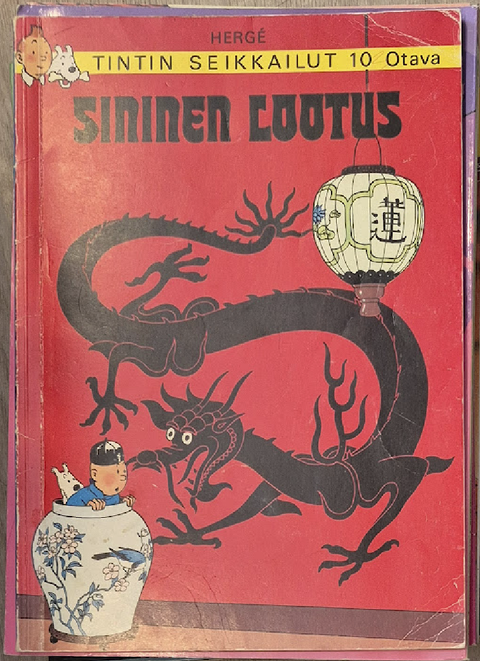 HERGÉ
TINTIN SEIKKAILUT 10 Otava
SININEN LOOTUS
蓮